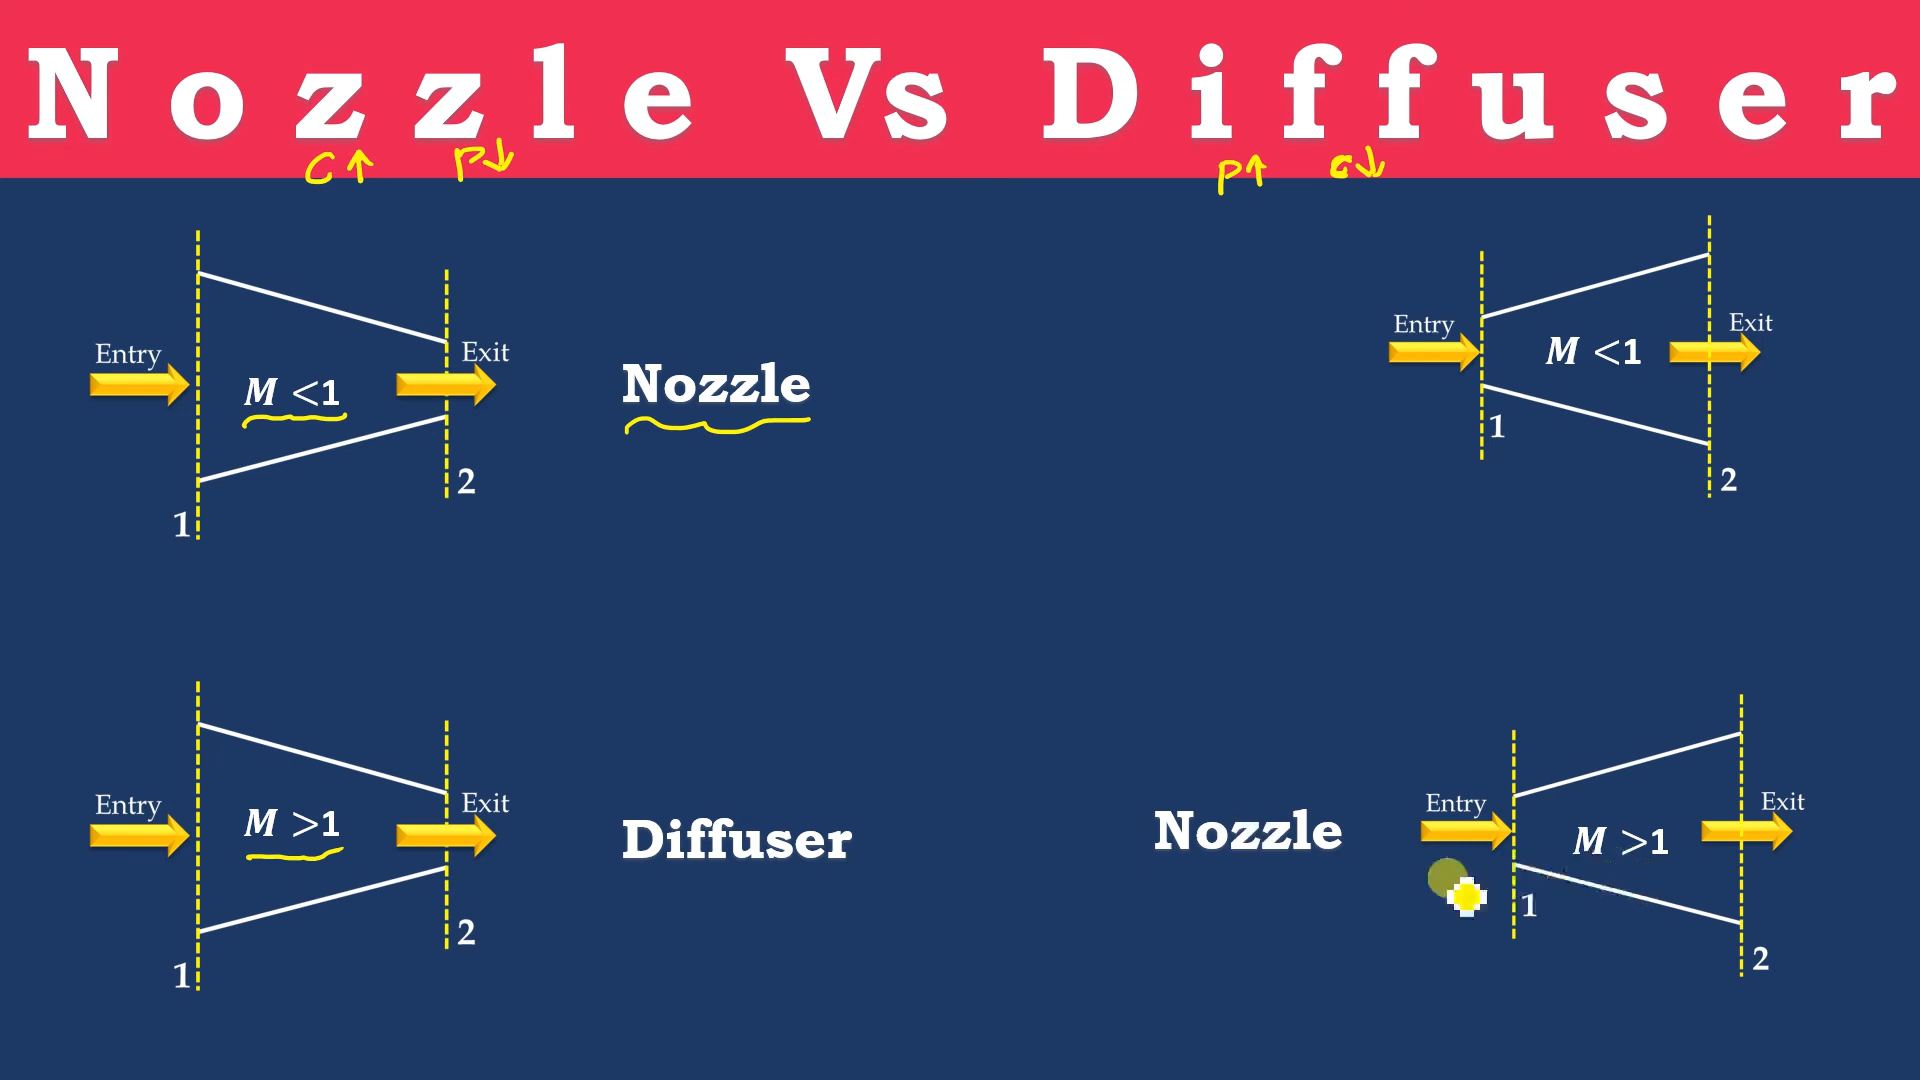 Nozzle Vs Diffuser
C↑ P↓ P↑ c↓
Entry
M <1
Exit
1
2
Nozzle
Entry
M <1
Exit
1
2
Entry
M >1
Exit
1
2
Diffuser
Nozzle
Entry
M >1
Exit
1
2